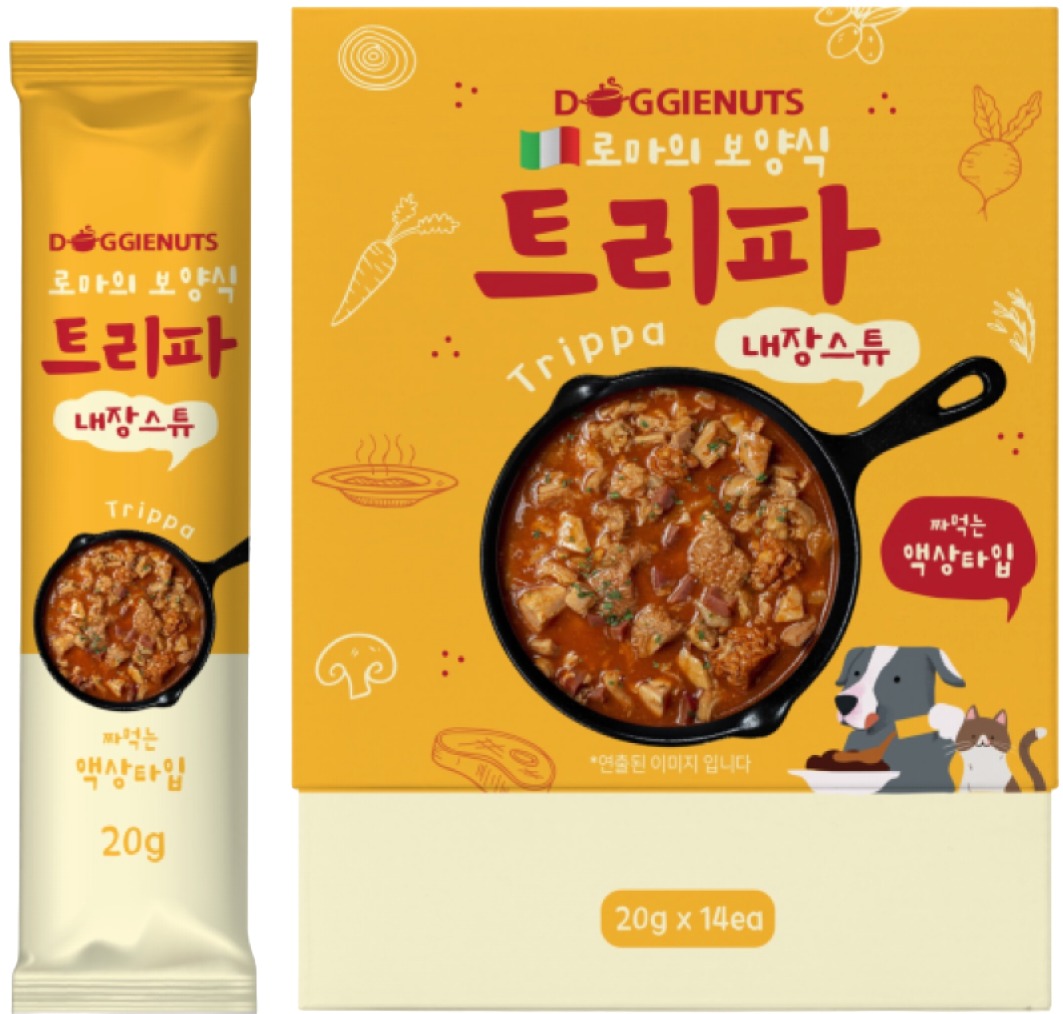 DOGGIENUTS
로마의 보양식
트리파
내장스튜
Trippa
짜먹는
액상타입
20g
DOGGIENUTS
로마의 보양식
트리파
Trippa
내장스튜
짜먹는
액상타입
*연출된 이미지 입니다
20g x 14ea